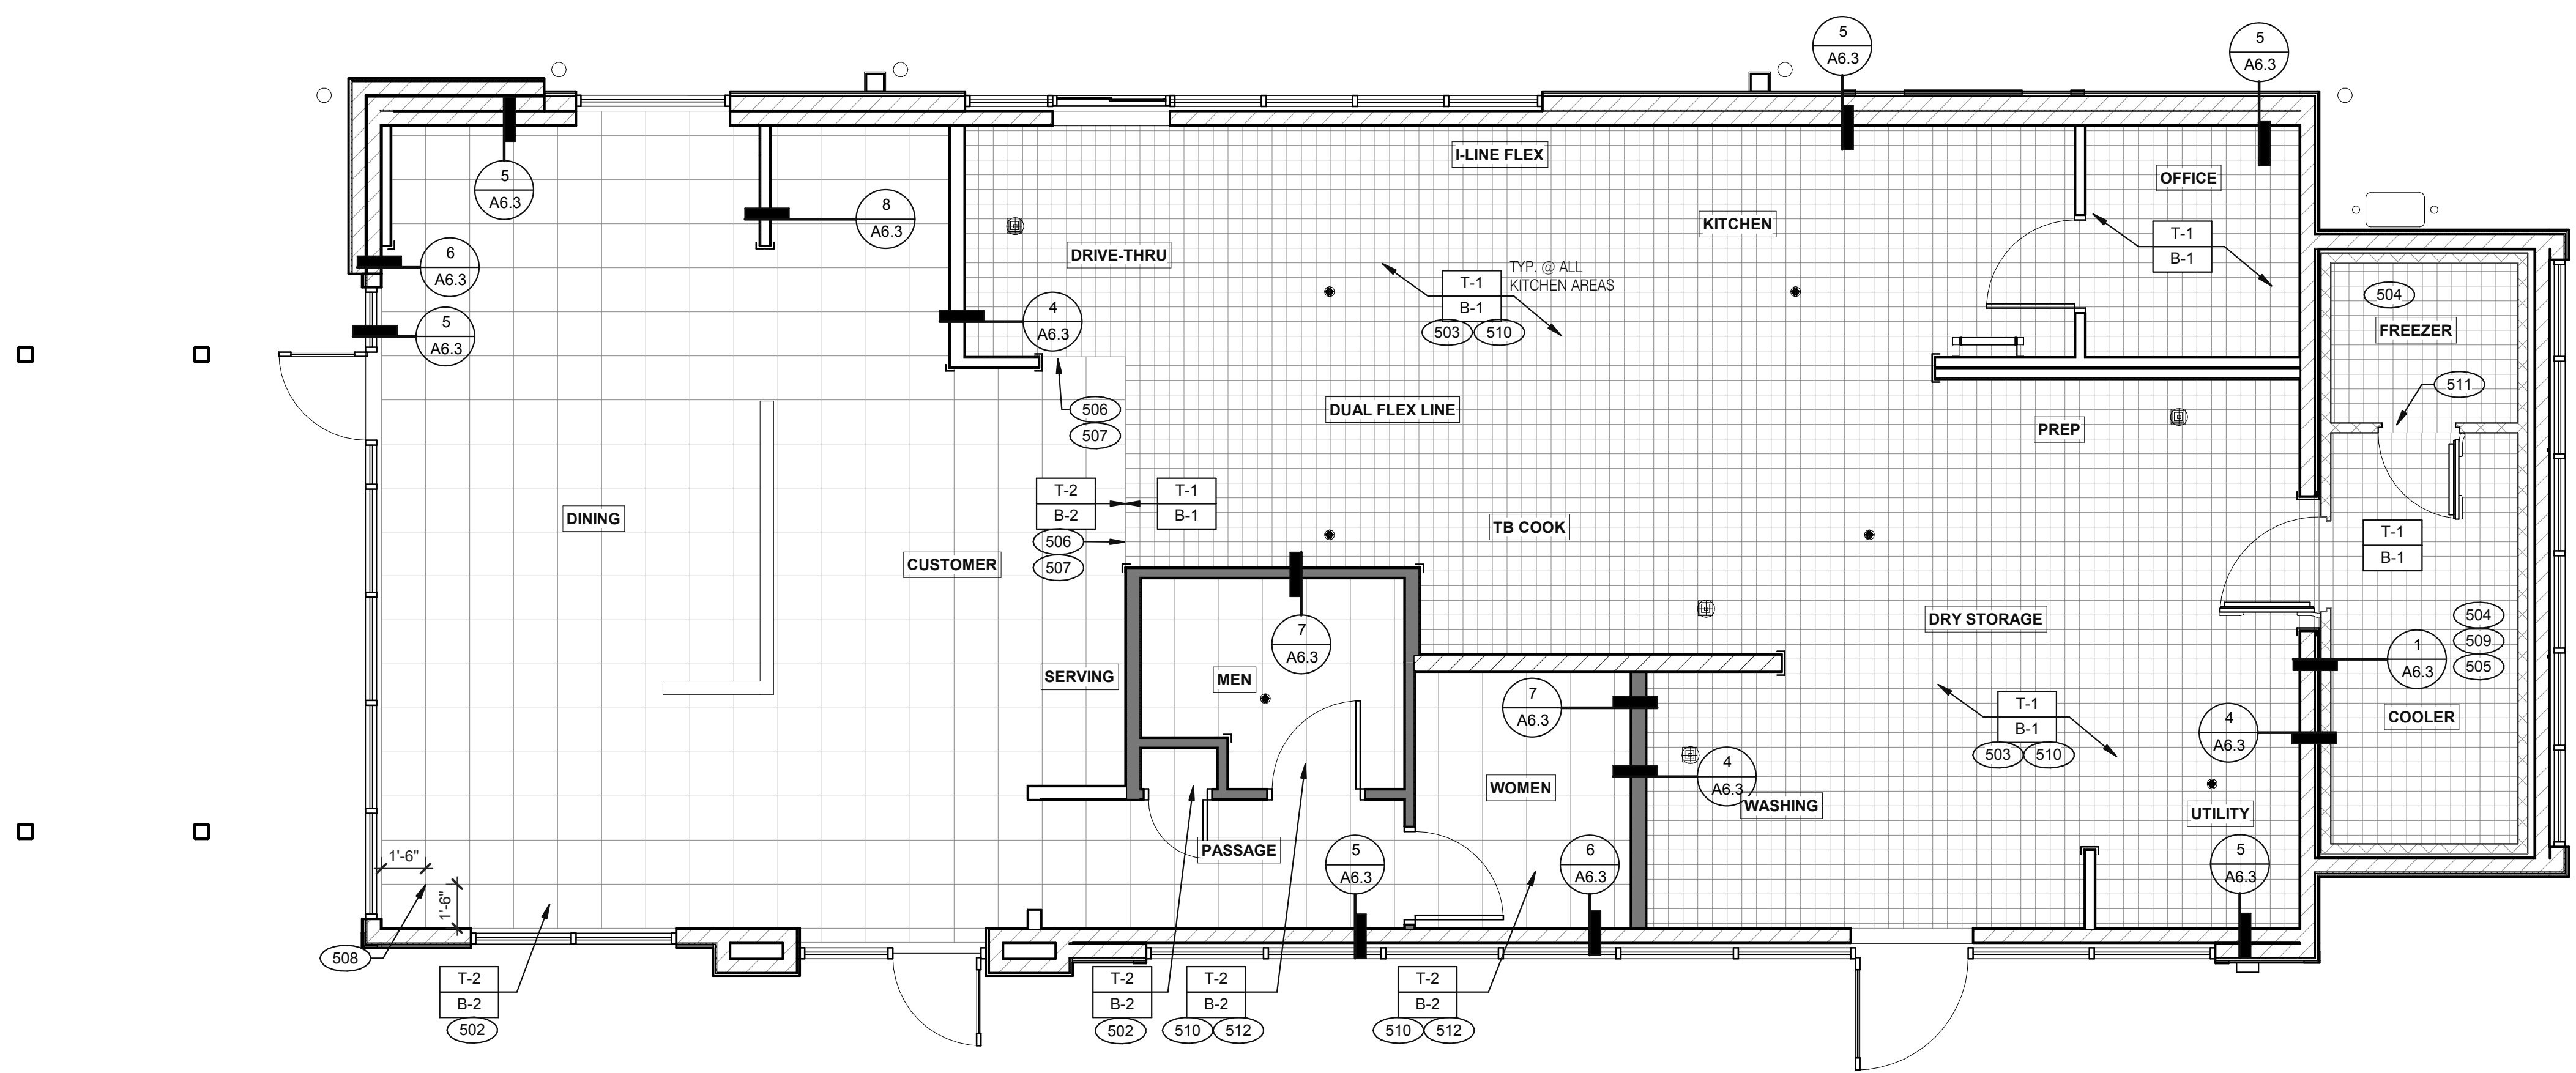 5
A6.3
5
A6.3
I-LINE FLEX
5
A6.3
8
A6.3
OFFICE
KITCHEN
T-1
B-1
6
A6.3
DRIVE-THRU
T-1
B-1
TYP. @ ALL
KITCHEN AREAS
503
510
504
FREEZER
5
A6.3
4
A6.3
511
506
507
DUAL FLEX LINE
PREP
T-2
B-2
T-1
B-1
506
507
DINING
TB COOK
CUSTOMER
T-1
B-1
DRY STORAGE
504
509
505
7
A6.3
1
A6.3
SERVING
MEN
7
A6.3
T-1
B-1
503
510
4
A6.3
COOLER
WOMEN
4
A6.3
WASHING
UTILITY
PASSAGE
1'-6"
1'-6"
5
A6.3
6
A6.3
5
A6.3
508
T-2
B-2
502
T-2
B-2
502
T-2
B-2
510
512
T-2
B-2
510
512